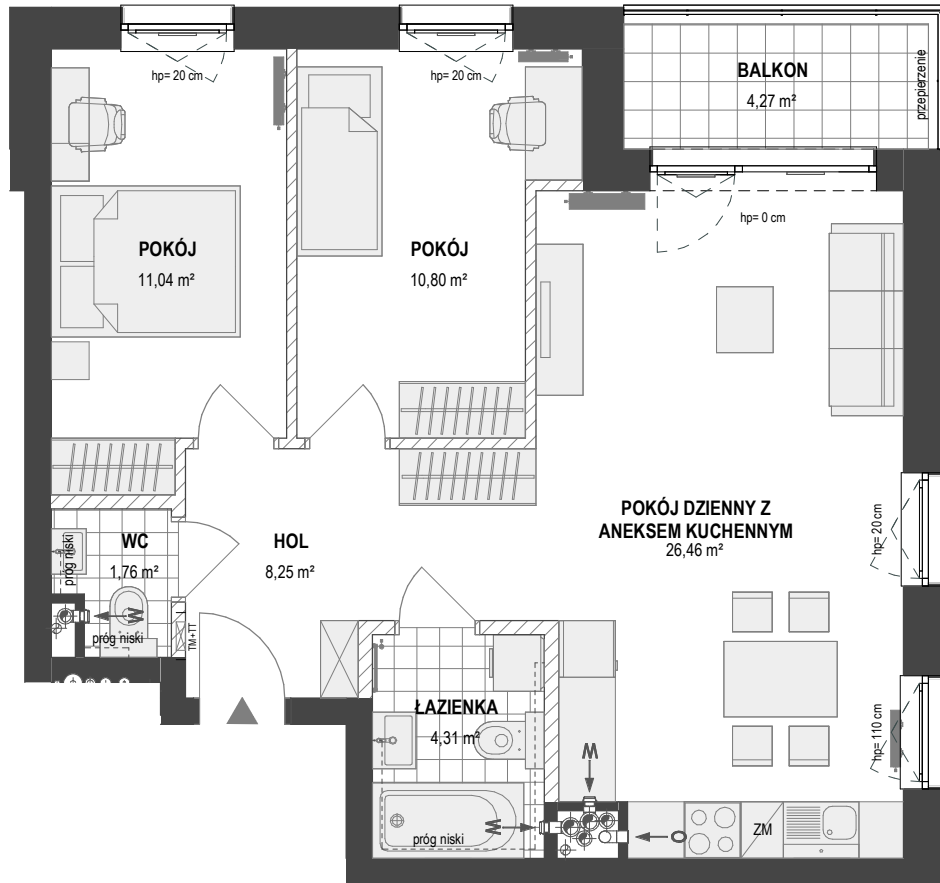 hp= 20 cm
hp= 20 cm
BALKON
4,27 m²
przepierzenie
hp= 0 cm
POKÓJ
11,04 m²
POKÓJ
10,80 m²
POKÓJ DZIENNY Z
ANEKSEM KUCHENNYM
26,46 m²
hp= 20 cm
WC
1,76 m²
próg niski
próg niski
W
TM+TT
HOL
8,25 m²
ŁAZIENKA
4,31 m²
próg niski
W
W
O
ZM
hp= 110 cm